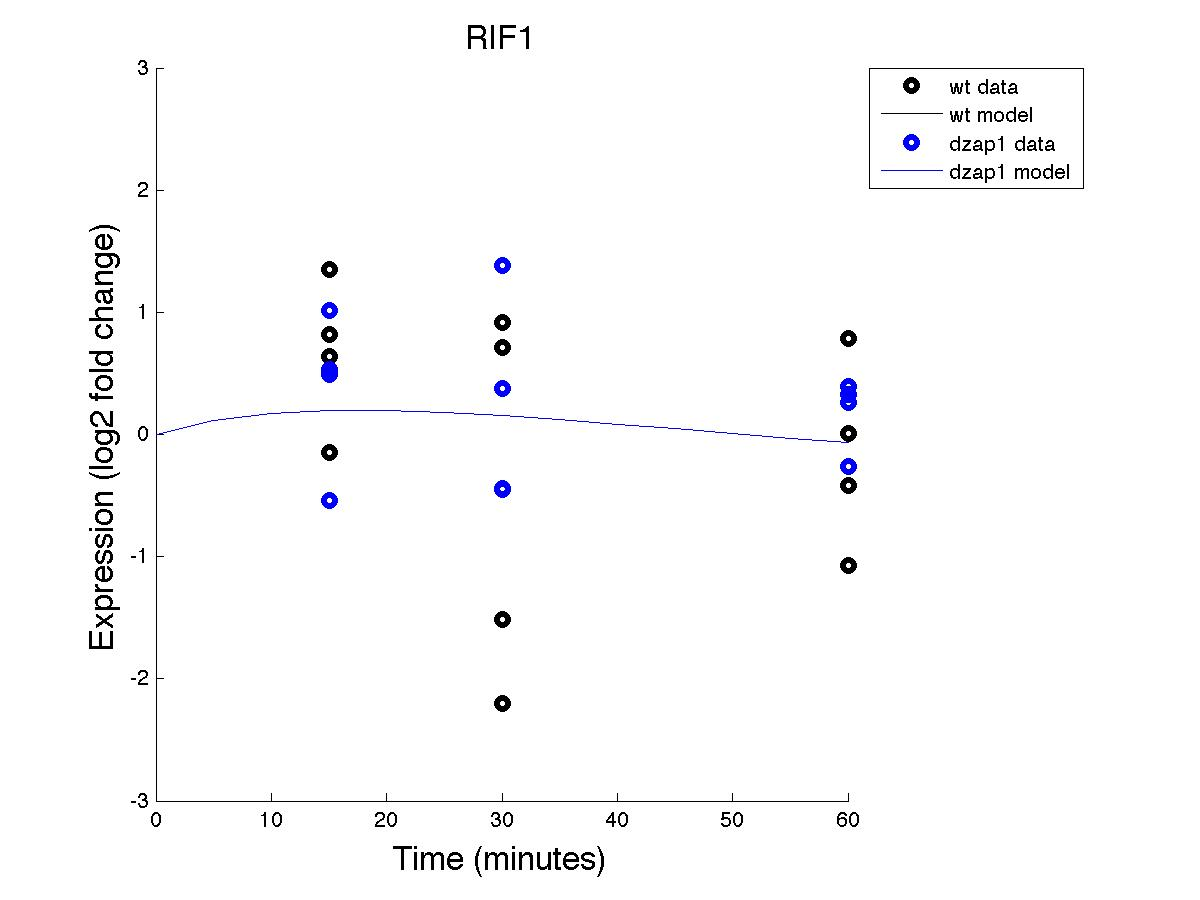 RIF1
wt data
wt model
dzap1 data
dzap1 model
Expression (log2 fold change)
3
2
1
0
-1
-2
-3
0 10 20 30 40 50 60
Time (minutes)